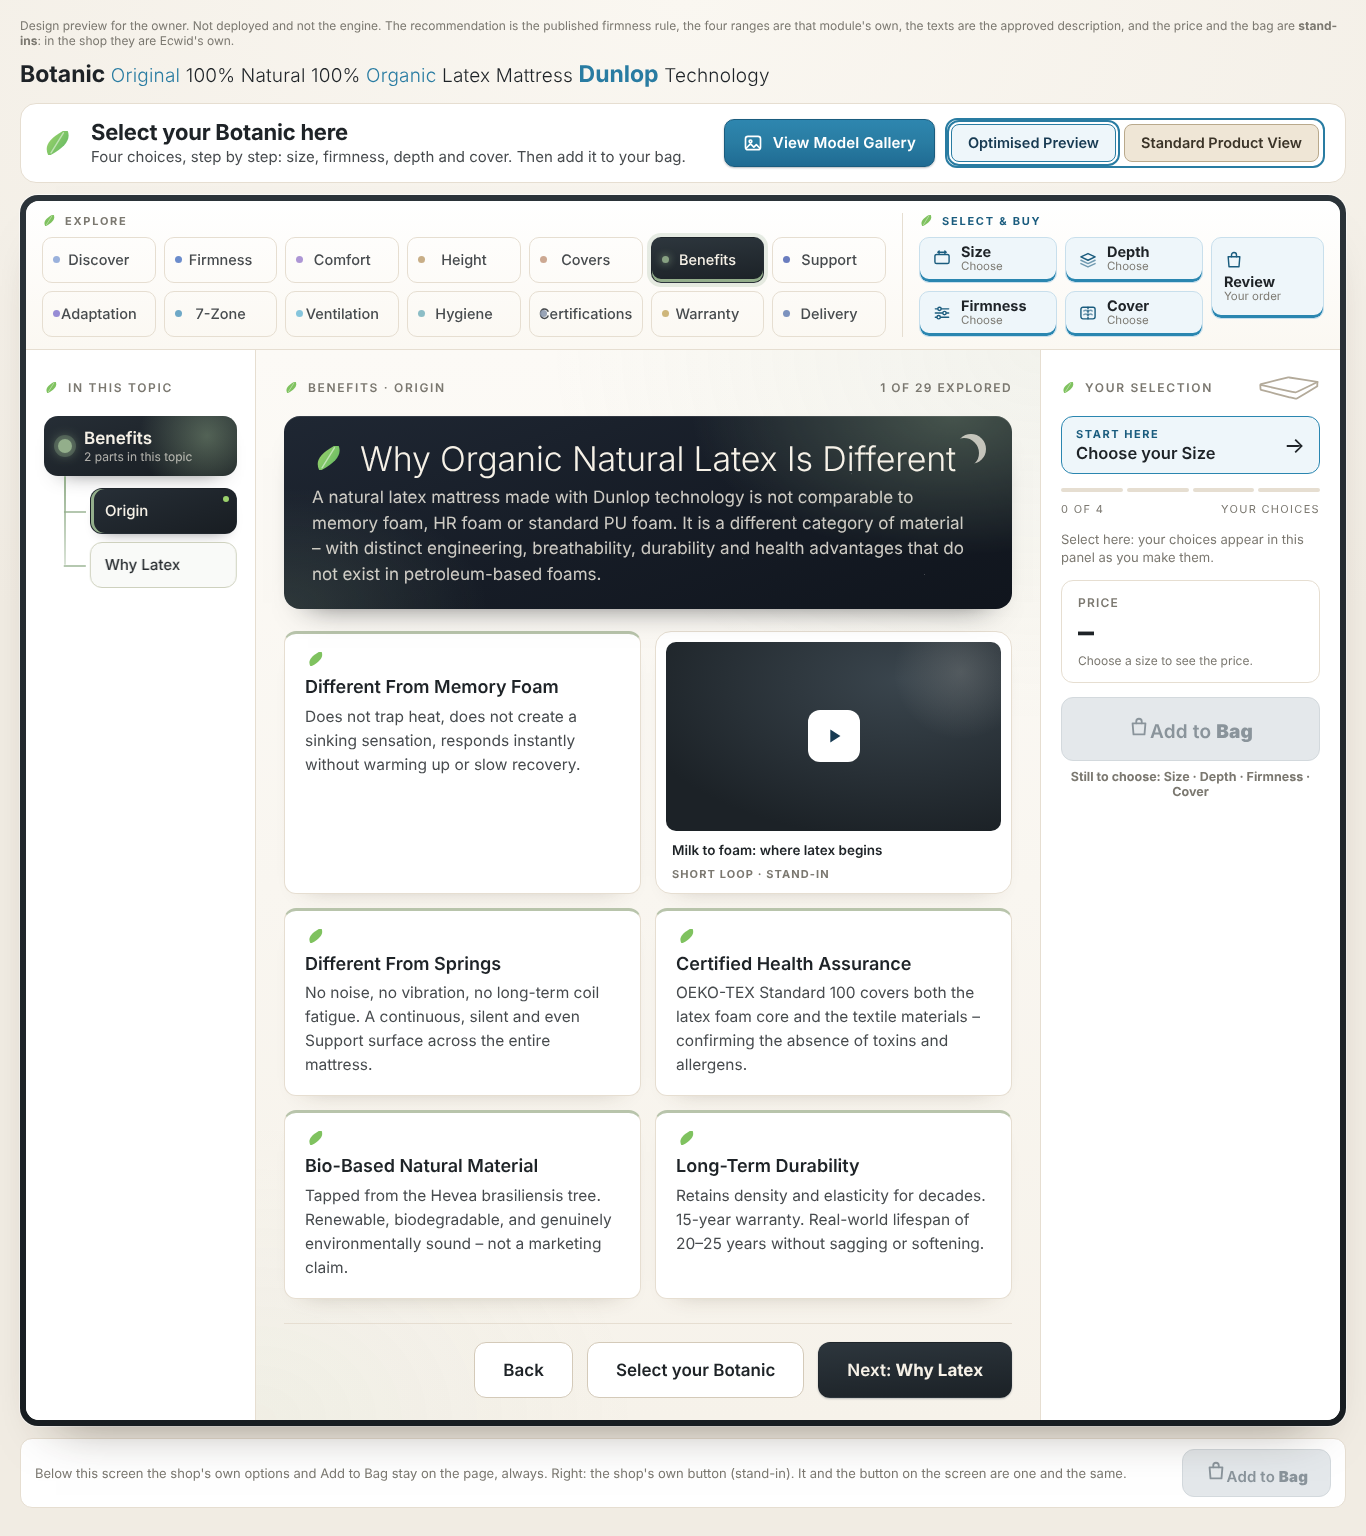 Design preview for the owner. Not deployed and not the engine. The recommendation is the published firmness rule, the four ranges are that module's own, the texts are the approved description, and the price and the bag are stand-
ins: in the shop they are Ecwid's own.
Botanic Original 100% Natural 100% Organic Latex Mattress Dunlop Technology
Select your Botanic here
Four choices, step by step: size, firmness, depth and cover. Then add it to your bag.
View Model Gallery
Optimised Preview
Standard Product View
EXPLORE
Discover
Firmness
Comfort
Height
Covers
Benefits
Support
Adaptation
7-Zone
Ventilation
Hygiene
Certifications
Warranty
Delivery
SELECT & BUY
Size
Choose
Depth
Choose
Firmness
Choose
Cover
Choose
Review
Your order
IN THIS TOPIC
Benefits
2 parts in this topic
Origin
Why Latex
BENEFITS · ORIGIN
1 OF 29 EXPLORED
Why Organic Natural Latex Is Different
A natural latex mattress made with Dunlop technology is not comparable to
memory foam, HR foam or standard PU foam. It is a different category of material
– with distinct engineering, breathability, durability and health advantages that do
not exist in petroleum-based foams.
Different From Memory Foam
Does not trap heat, does not create a
sinking sensation, responds instantly
without warming up or slow recovery.
Milk to foam: where latex begins
SHORT LOOP · STAND-IN
Different From Springs
No noise, no vibration, no long-term coil
fatigue. A continuous, silent and even
Support surface across the entire
mattress.
Certified Health Assurance
OEKO-TEX Standard 100 covers both the
latex foam core and the textile materials –
confirming the absence of toxins and
allergens.
Bio-Based Natural Material
Tapped from the Hevea brasiliensis tree.
Renewable, biodegradable, and genuinely
environmentally sound – not a marketing
claim.
Long-Term Durability
Retains density and elasticity for decades.
15-year warranty. Real-world lifespan of
20–25 years without sagging or softening.
Back
Select your Botanic
Next: Why Latex
YOUR SELECTION
START HERE
Choose your Size
0 OF 4
YOUR CHOICES
Select here: your choices appear in this
panel as you make them.
PRICE
–
Choose a size to see the price.
Add to Bag
Still to choose: Size · Depth · Firmness ·
Cover
Below this screen the shop's own options and Add to Bag stay on the page, always. Right: the shop's own button (stand-in). It and the button on the screen are one and the same.
Add to Bag